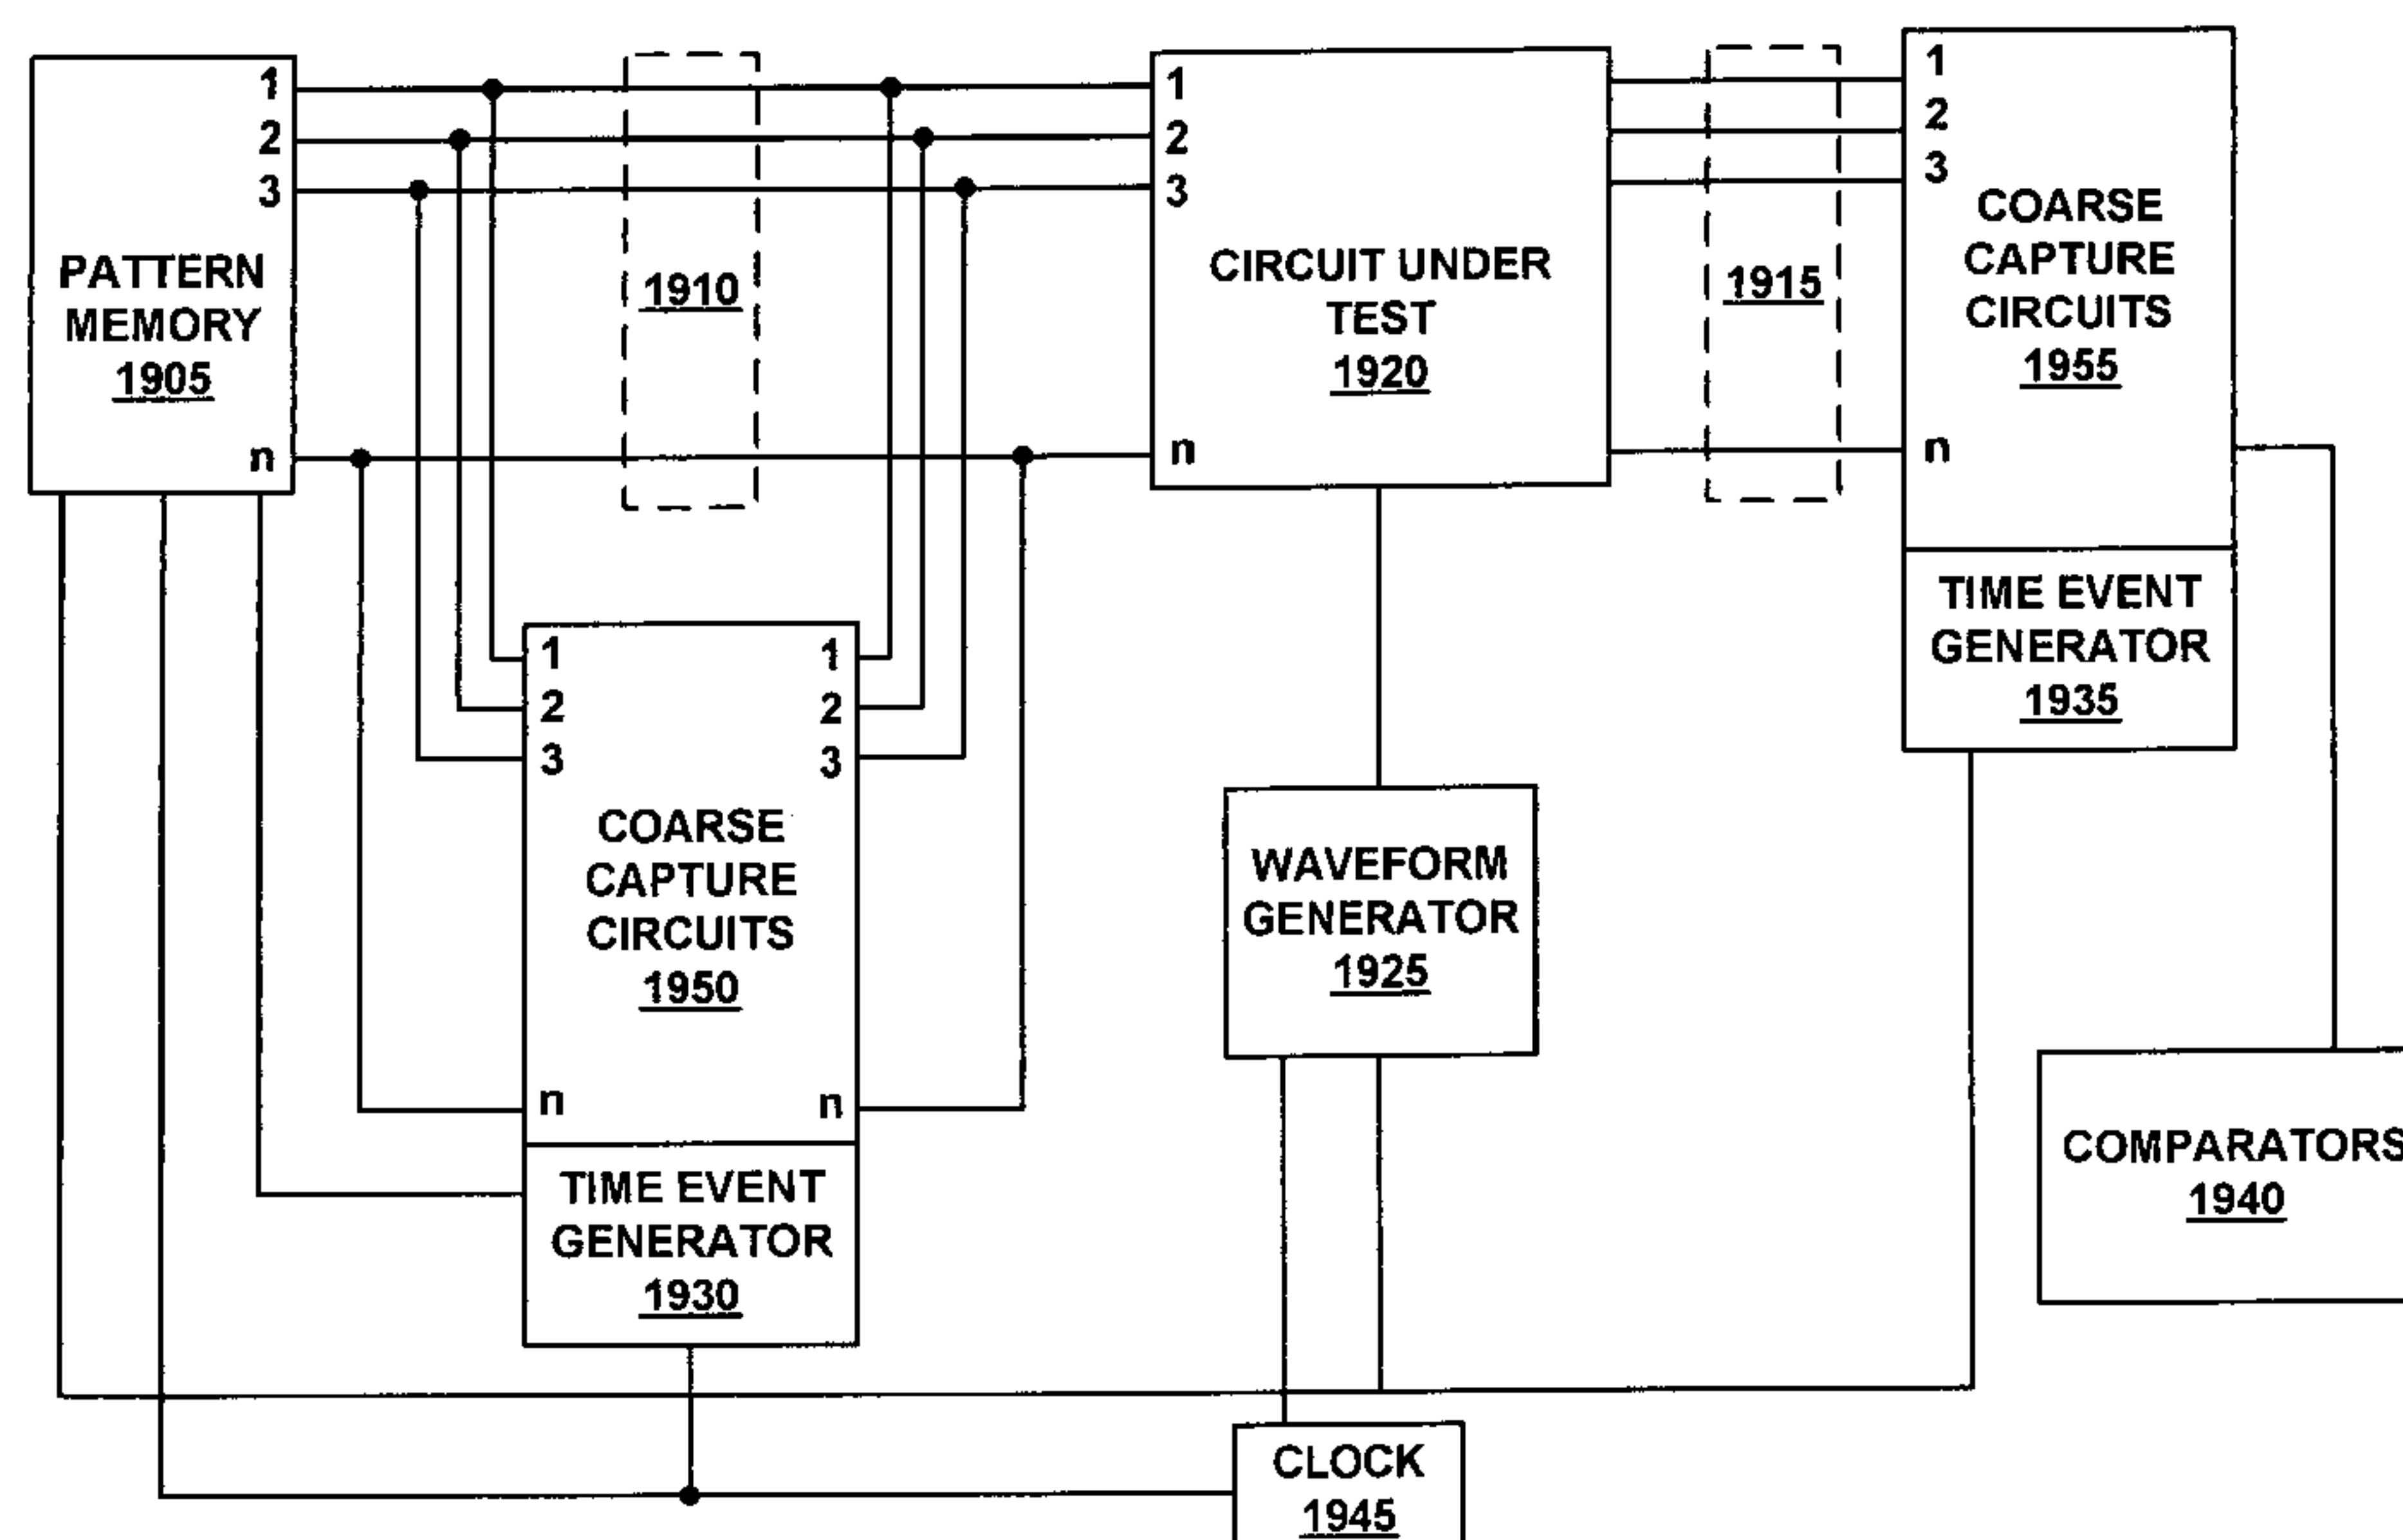 1
2
3
PATTERN
MEMORY
1905
n
1910
1
2
3
CIRCUIT UNDER
TEST
1920
n
1915
1
2
3
COARSE
CAPTURE
CIRCUITS
1955
n
TIME EVENT
GENERATOR
1935
1
2
3
1
2
3
COARSE
CAPTURE
CIRCUITS
1950
n
n
TIME EVENT
GENERATOR
1930
WAVEFORM
GENERATOR
1925
COMPARATORS
1940
CLOCK
1945